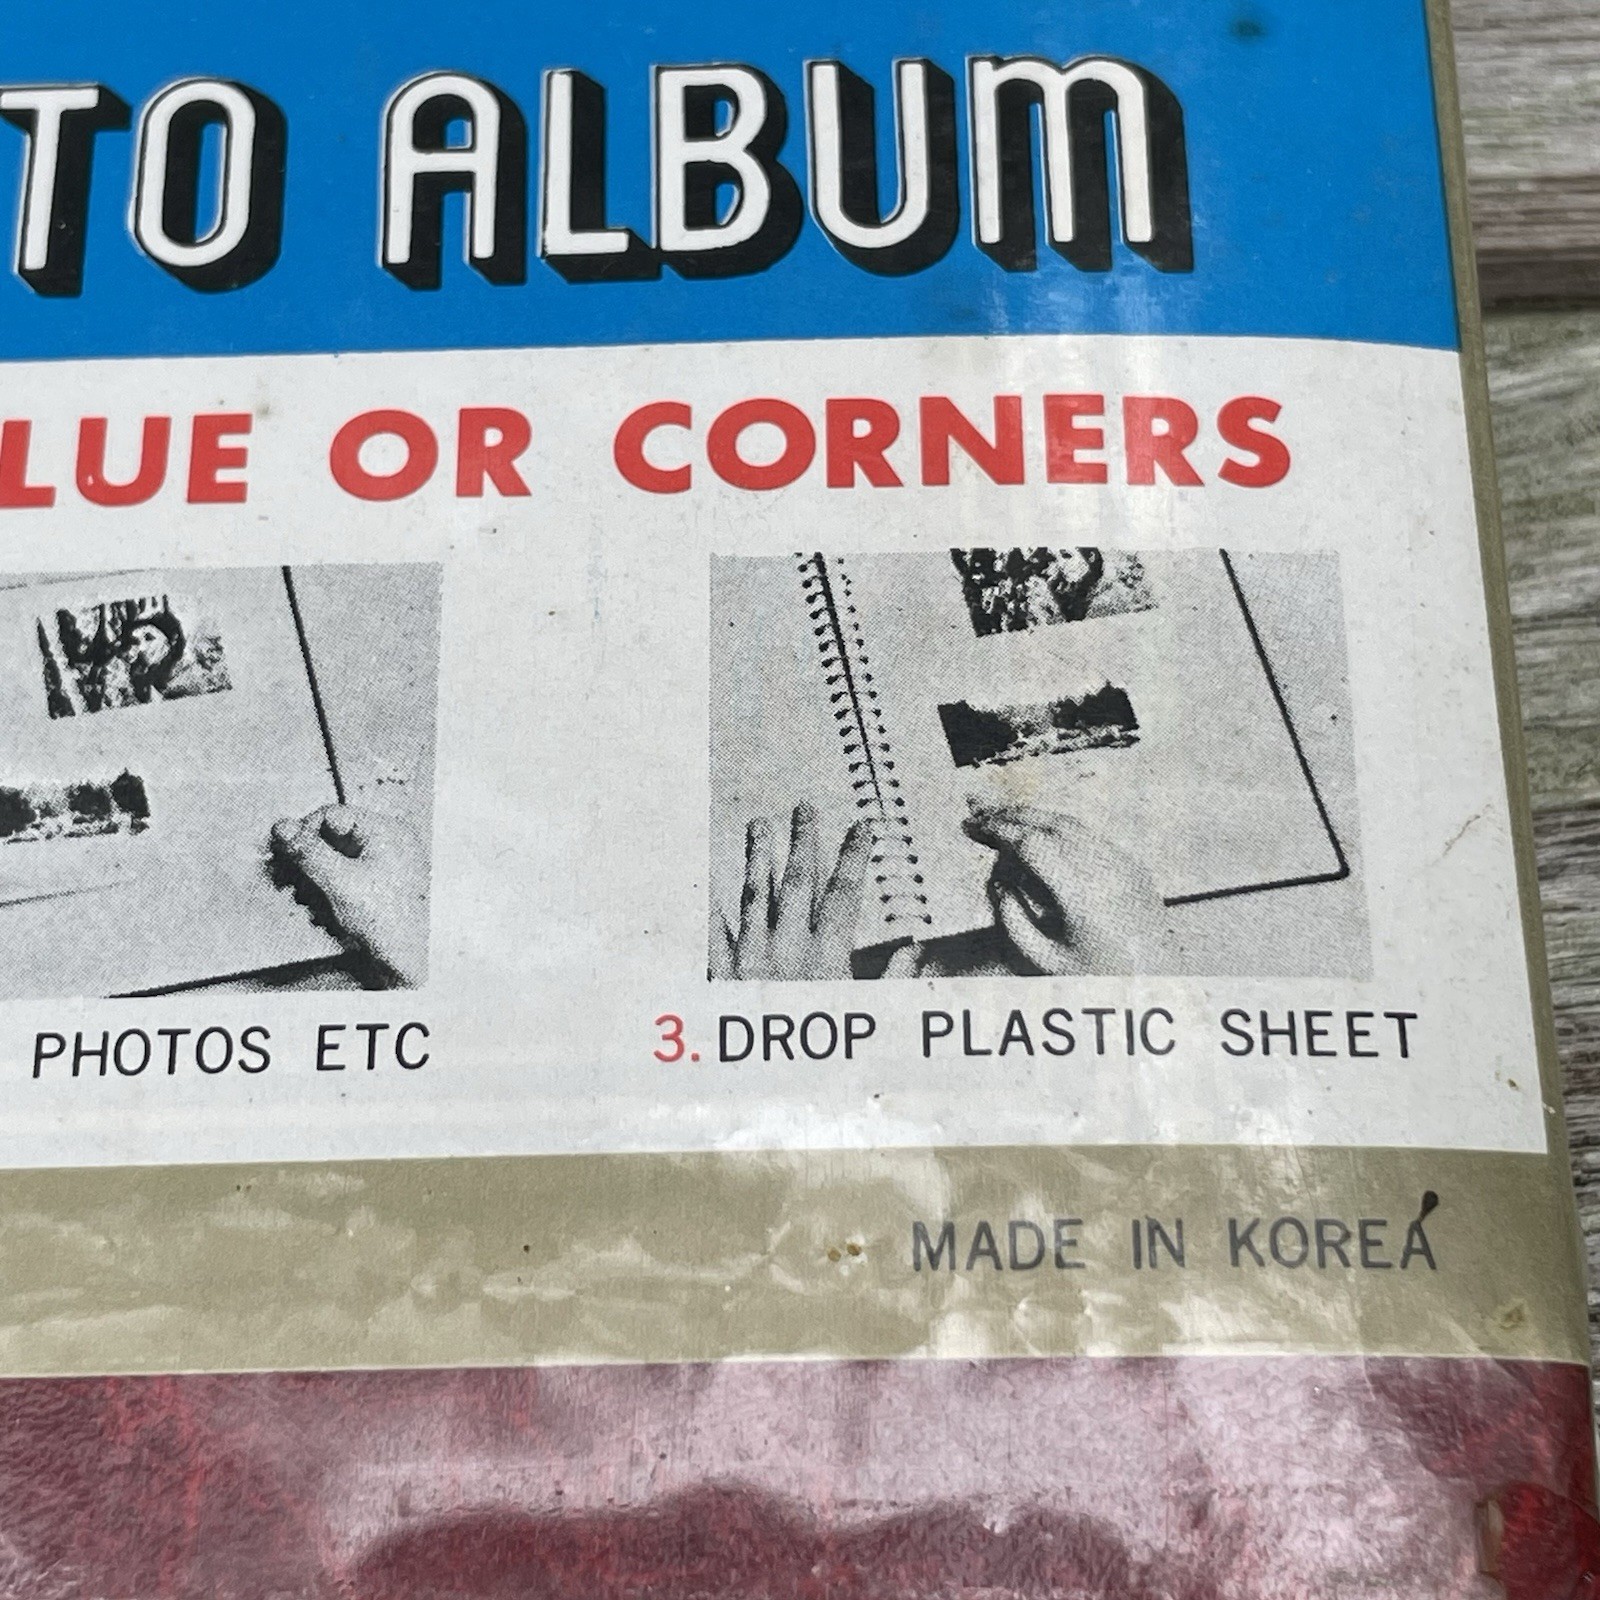 TO ALBUM
LUE OR CORNERS
PHOTOS ETC
3. DROP PLASTIC SHEET
MADE IN KOREA